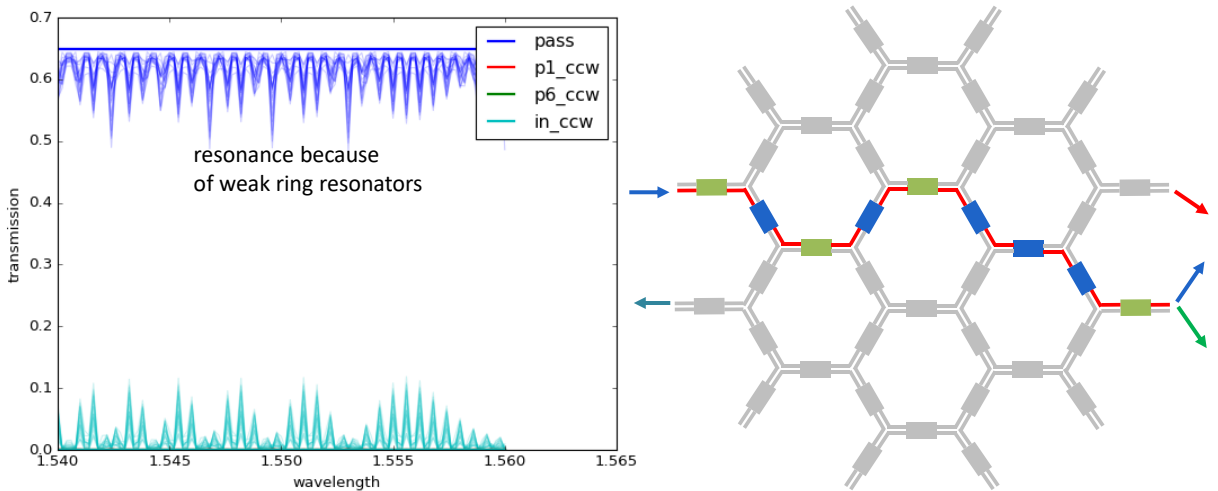 0.7
0.6
0.5
0.4
0.3
0.2
0.1
0.0
transmission
pass
p1_ccw
p6_ccw
in_ccw
resonance because
of weak ring resonators
1.540
1.545
1.550
1.555
1.560
1.565
wavelength